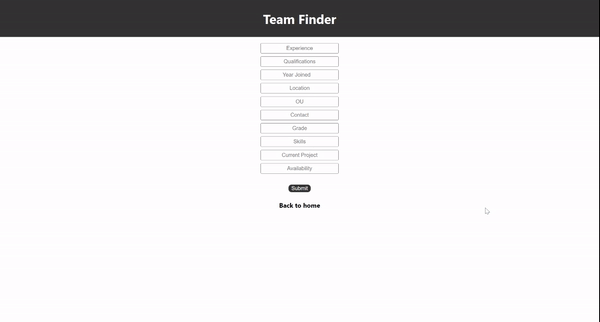 Team Finder
Experience
Qualifications
Year Joined
Location
OU
Contact
Grade
Skills
Current Project
Availability
Submit
Back to home